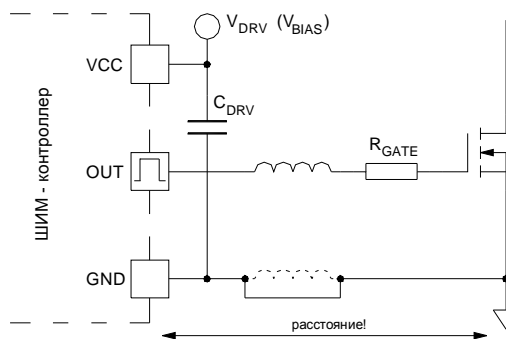 V_DRV (V_BIAS)
VCC
C_DRV
R_GATE
OUT
ШИМ - контроллер
GND
расстояние!